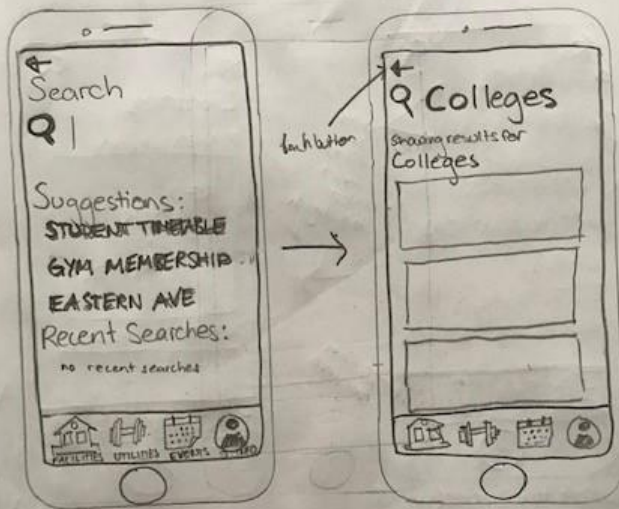 Search
Suggestions:
STUDENT TIMETABLE
GYM MEMBERSHIP
EASTERN AVE
Recent Searches:
no recent searches
FACILITIES UTILITIES EVENTS
button
Colleges
showing results for
Colleges